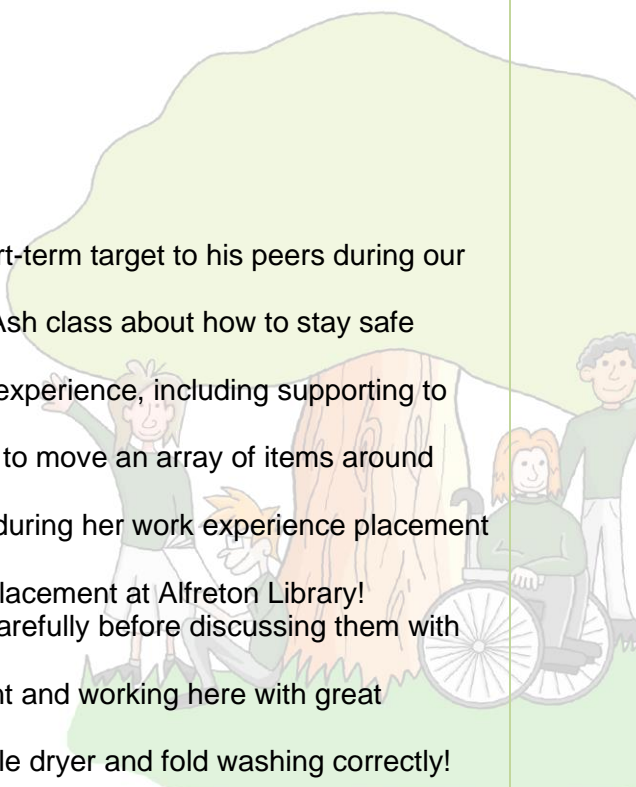 rt-term target to his peers during our
Ash class about how to stay safe
experience, including supporting to
to move an array of items around
during her work experience placement
lacement at Alfreton Library!
arefully before discussing them with
nt and working here with great
le dryer and fold washing correctly!